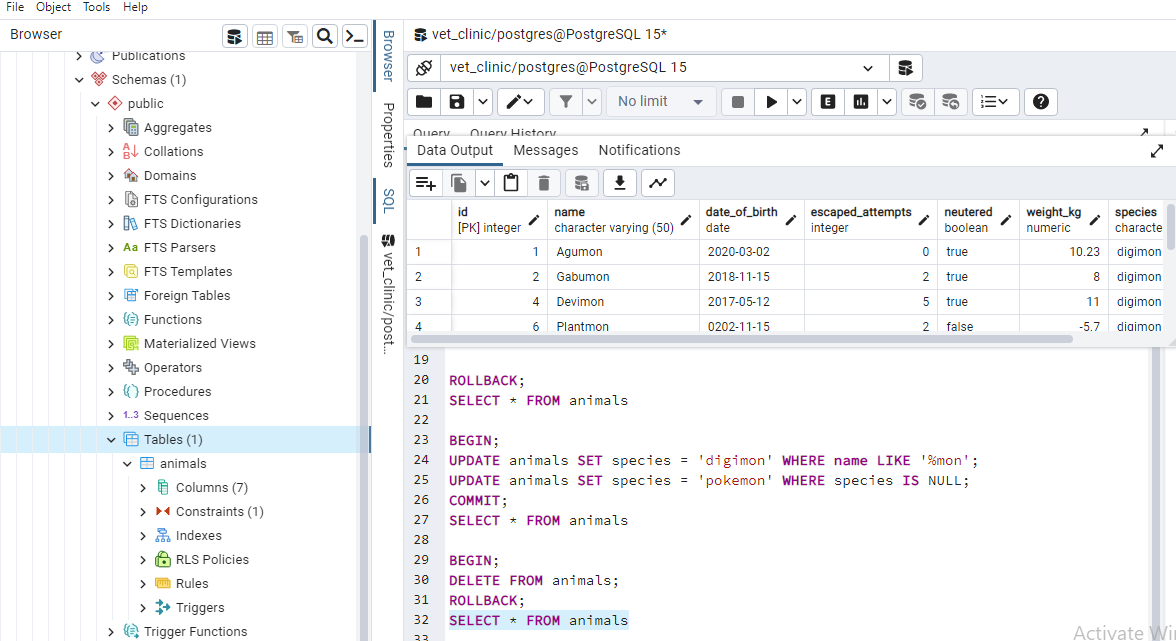 File Object Tools Help
Browser
Publications
Schemas (1)
public
Aggregates
Collations
Domains
FTS Configurations
FTS Dictionaries
Aa FTS Parsers
FTS Templates
Foreign Tables
Functions
Materialized Views
Operators
Procedures
1..3 Sequences
Tables (1)
animals
Columns (7)
Constraints (1)
Indexes
RLS Policies
Rules
Triggers
Trigger Functions
Browser
Properties
SQL
vet_clinic/post...
vet_clinic/postgres@PostgreSQL 15*
vet_clinic/postgres@PostgreSQL 15
No limit
E
Query Query History
Data Output Messages Notifications
id name date_of_birth escaped_attempts neutered weight_kg species
[PK] integer character varying (50) date integer boolean numeric characte
1 1 Agumon 2020-03-02 0 true 10.23 digimon
2 2 Gabumon 2018-11-15 2 true 8 digimon
3 4 Devimon 2017-05-12 5 true 11 digimon
4 6 Plantmon 0202-11-15 2 false -5.7 digimon
19
20 ROLLBACK;
21 SELECT * FROM animals
22
23 BEGIN;
24 UPDATE animals SET species = 'digimon' WHERE name LIKE '%mon';
25 UPDATE animals SET species = 'pokemon' WHERE species IS NULL;
26 COMMIT;
27 SELECT * FROM animals
28
29 BEGIN;
30 DELETE FROM animals;
31 ROLLBACK;
32 SELECT * FROM animals
33
Activate Wi